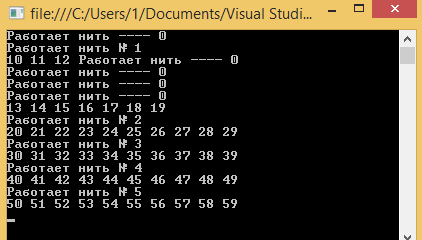 file:///C:/Users/1/Documents/Visual Studi...
Работает нить ---- 0
Работает нить № 1
10 11 12 Работает нить ---- 0
Работает нить ---- 0
Работает нить ---- 0
Работает нить ---- 0
13 14 15 16 17 18 19
Работает нить № 2
20 21 22 23 24 25 26 27 28 29
Работает нить № 3
30 31 32 33 34 35 36 37 38 39
Работает нить № 4
40 41 42 43 44 45 46 47 48 49
Работает нить № 5
50 51 52 53 54 55 56 57 58 59